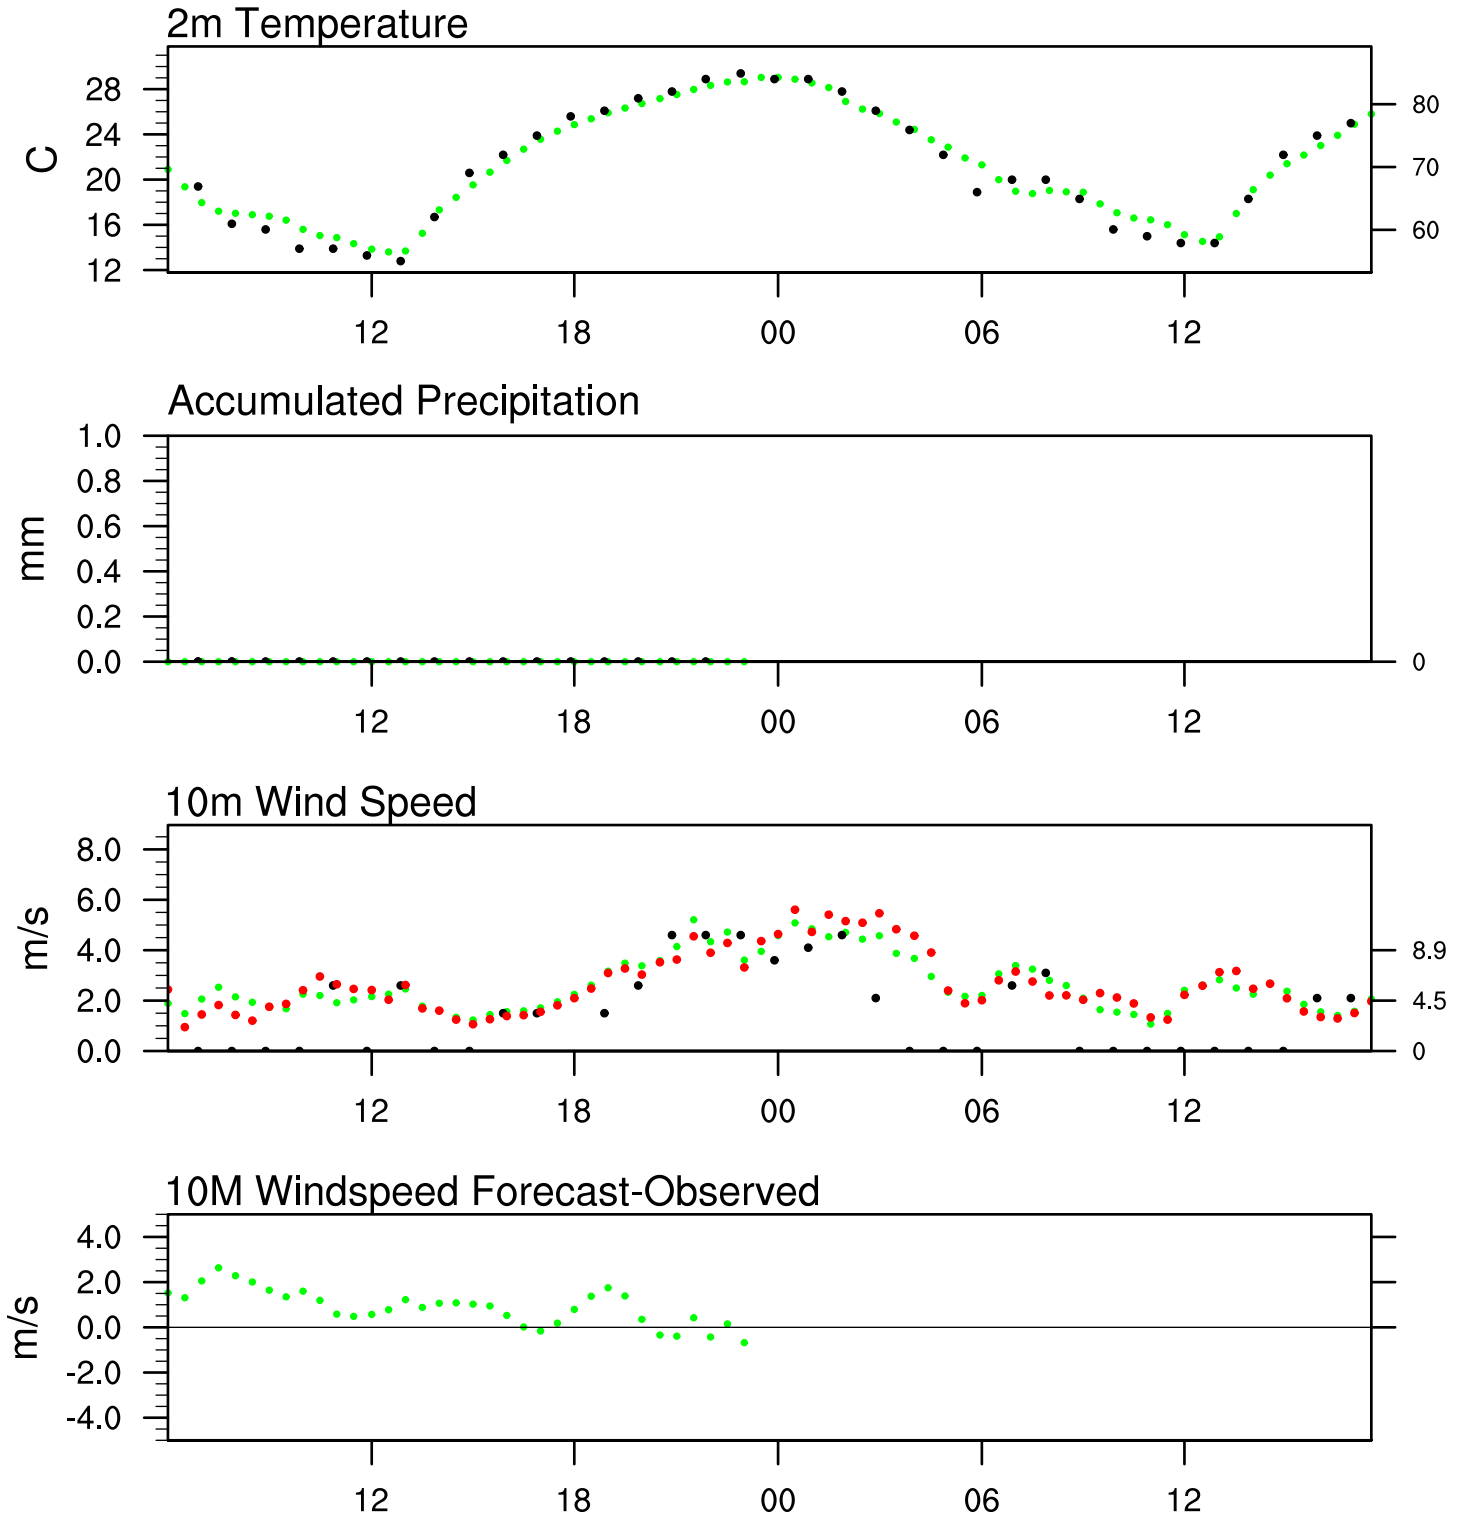 2m Temperature
28
24
20
16
12
C
80
70
60
12 18 00 06 12
Accumulated Precipitation
1.0
0.8
0.6
0.4
0.2
0.0
mm
0
12 18 00 06 12
10m Wind Speed
8.0
6.0
4.0
2.0
0.0
m/s
8.9
4.5
0
12 18 00 06 12
10M Windspeed Forecast-Observed
4.0
2.0
0.0
-2.0
-4.0
m/s
12 18 00 06 12